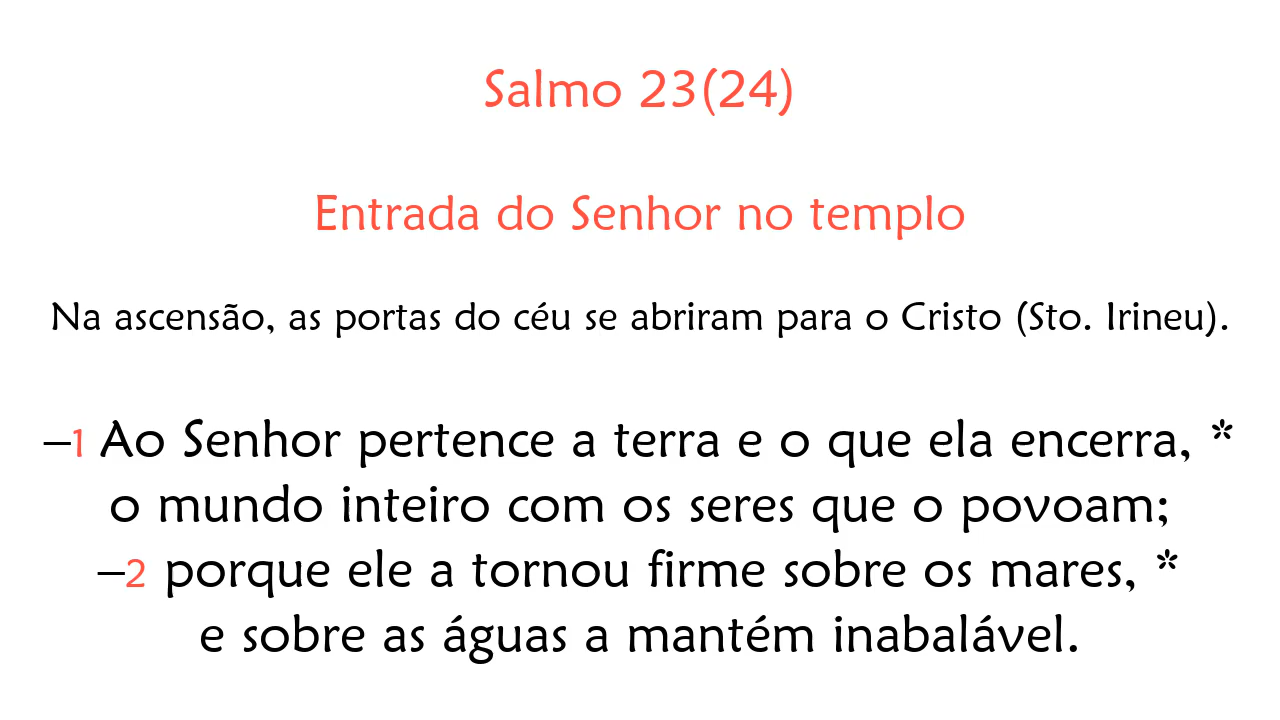 Salmo 23(24)
Entrada do Senhor no templo
Na ascensão, as portas do céu se abriram para o Cristo (Sto. Irineu).
–1 Ao Senhor pertence a terra e o que ela encerra, *
o mundo inteiro com os seres que o povoam;
–2 porque ele a tornou firme sobre os mares, *
e sobre as águas a mantém inabalável.